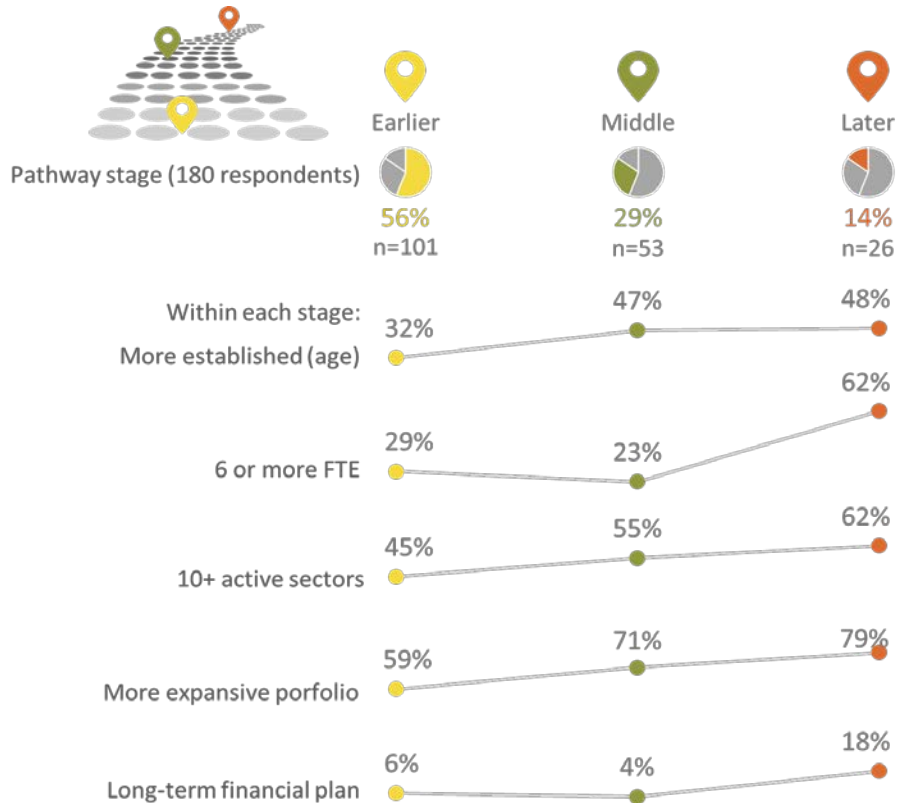 Earlier Middle Later
Pathway stage (180 respondents)
56% 29% 14%
n=101 n=53 n=26
Within each stage:
More established (age)
32% 47% 48%
6 or more FTE
29% 23% 62%
10+ active sectors
45% 55% 62%
More expansive porfolio
59% 71% 79%
Long-term financial plan
6% 4% 18%